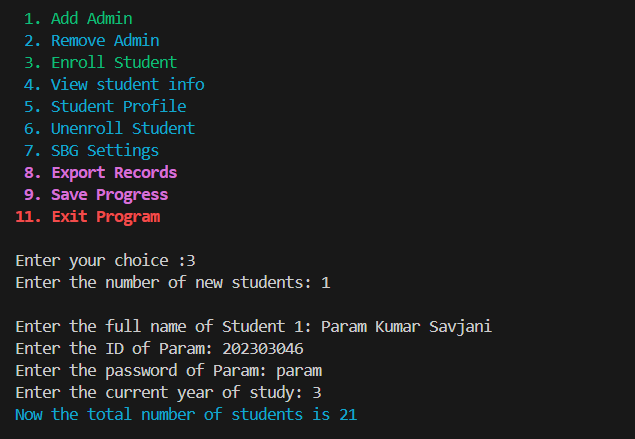 1. Add Admin
2. Remove Admin
3. Enroll Student
4. View student info
5. Student Profile
6. Unenroll Student
7. SBG Settings
8. Export Records
9. Save Progress
11. Exit Program
Enter your choice :3
Enter the number of new students: 1
Enter the full name of Student 1: Param Kumar Savjani
Enter the ID of Param: 202303046
Enter the password of Param: param
Enter the current year of study: 3
Now the total number of students is 21